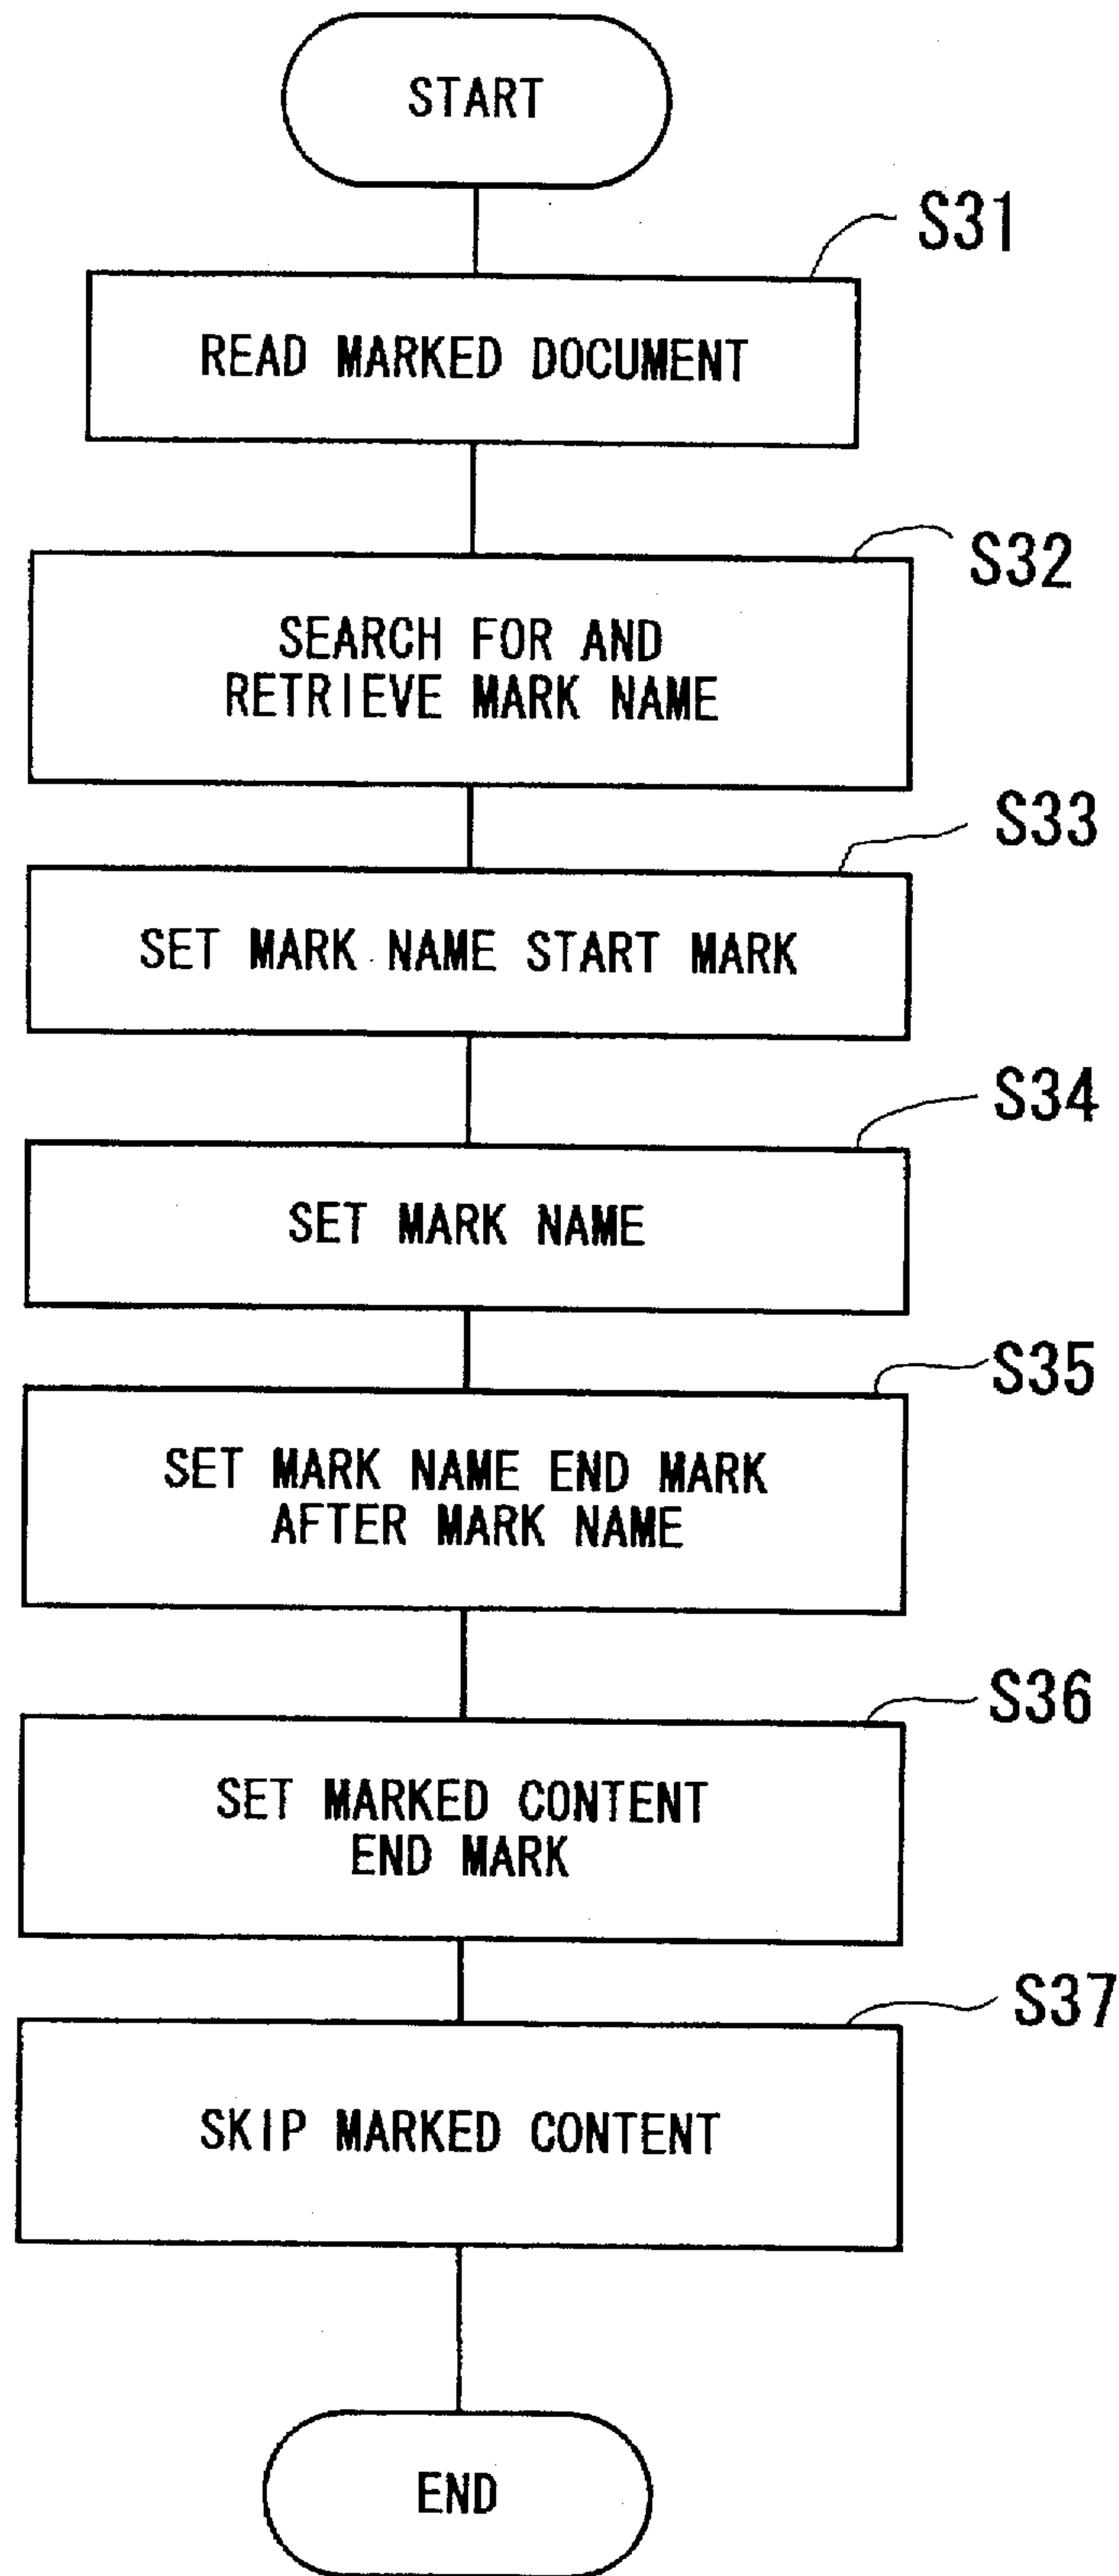 START
S31
READ MARKED DOCUMENT
S32
SEARCH FOR AND
RETRIEVE MARK NAME
S33
SET MARK NAME START MARK
S34
SET MARK NAME
S35
SET MARK NAME END MARK
AFTER MARK NAME
S36
SET MARKED CONTENT
END MARK
S37
SKIP MARKED CONTENT
END